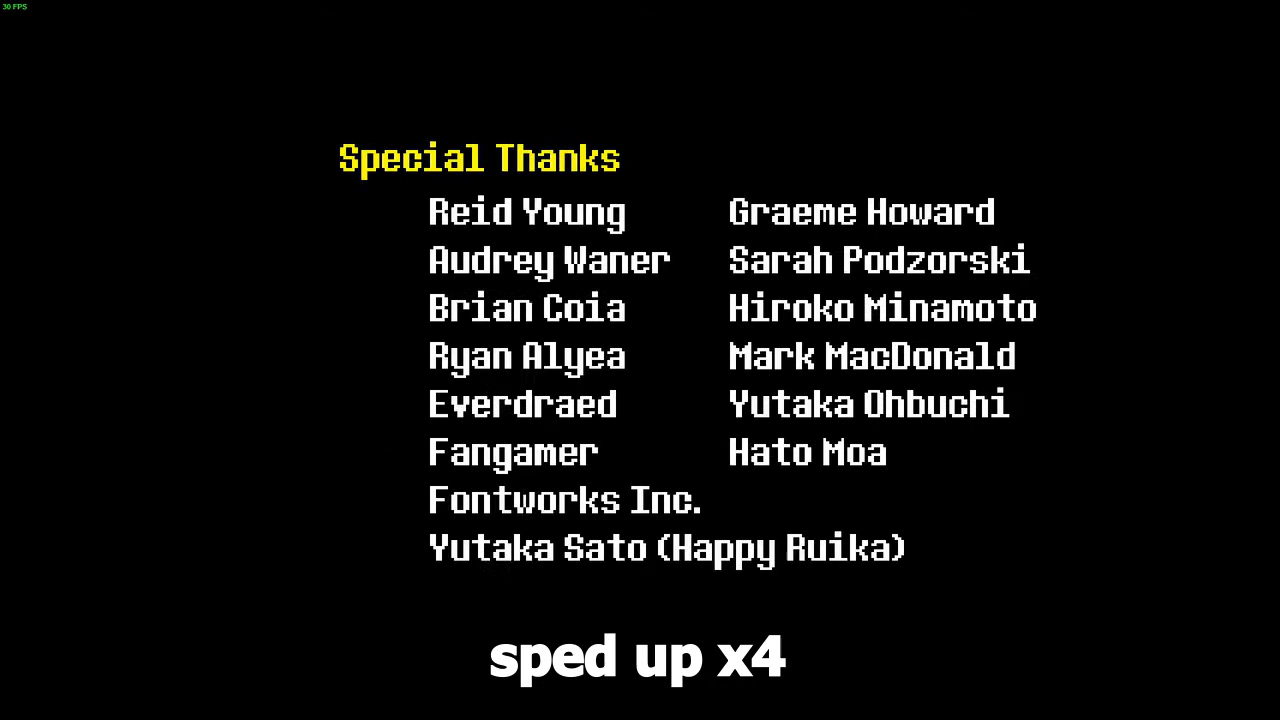 30 FPS
Special Thanks
Reid Young Graeme Howard
Audrey Waner Sarah Podzorski
Brian Coia Hiroko Minamoto
Ryan Alyea Mark MacDonald
Everdraed Yutaka Ohbuchi
Fangamer Hato Moa
Fontworks Inc.
Yutaka Sato (Happy Ruika)
sped up x4